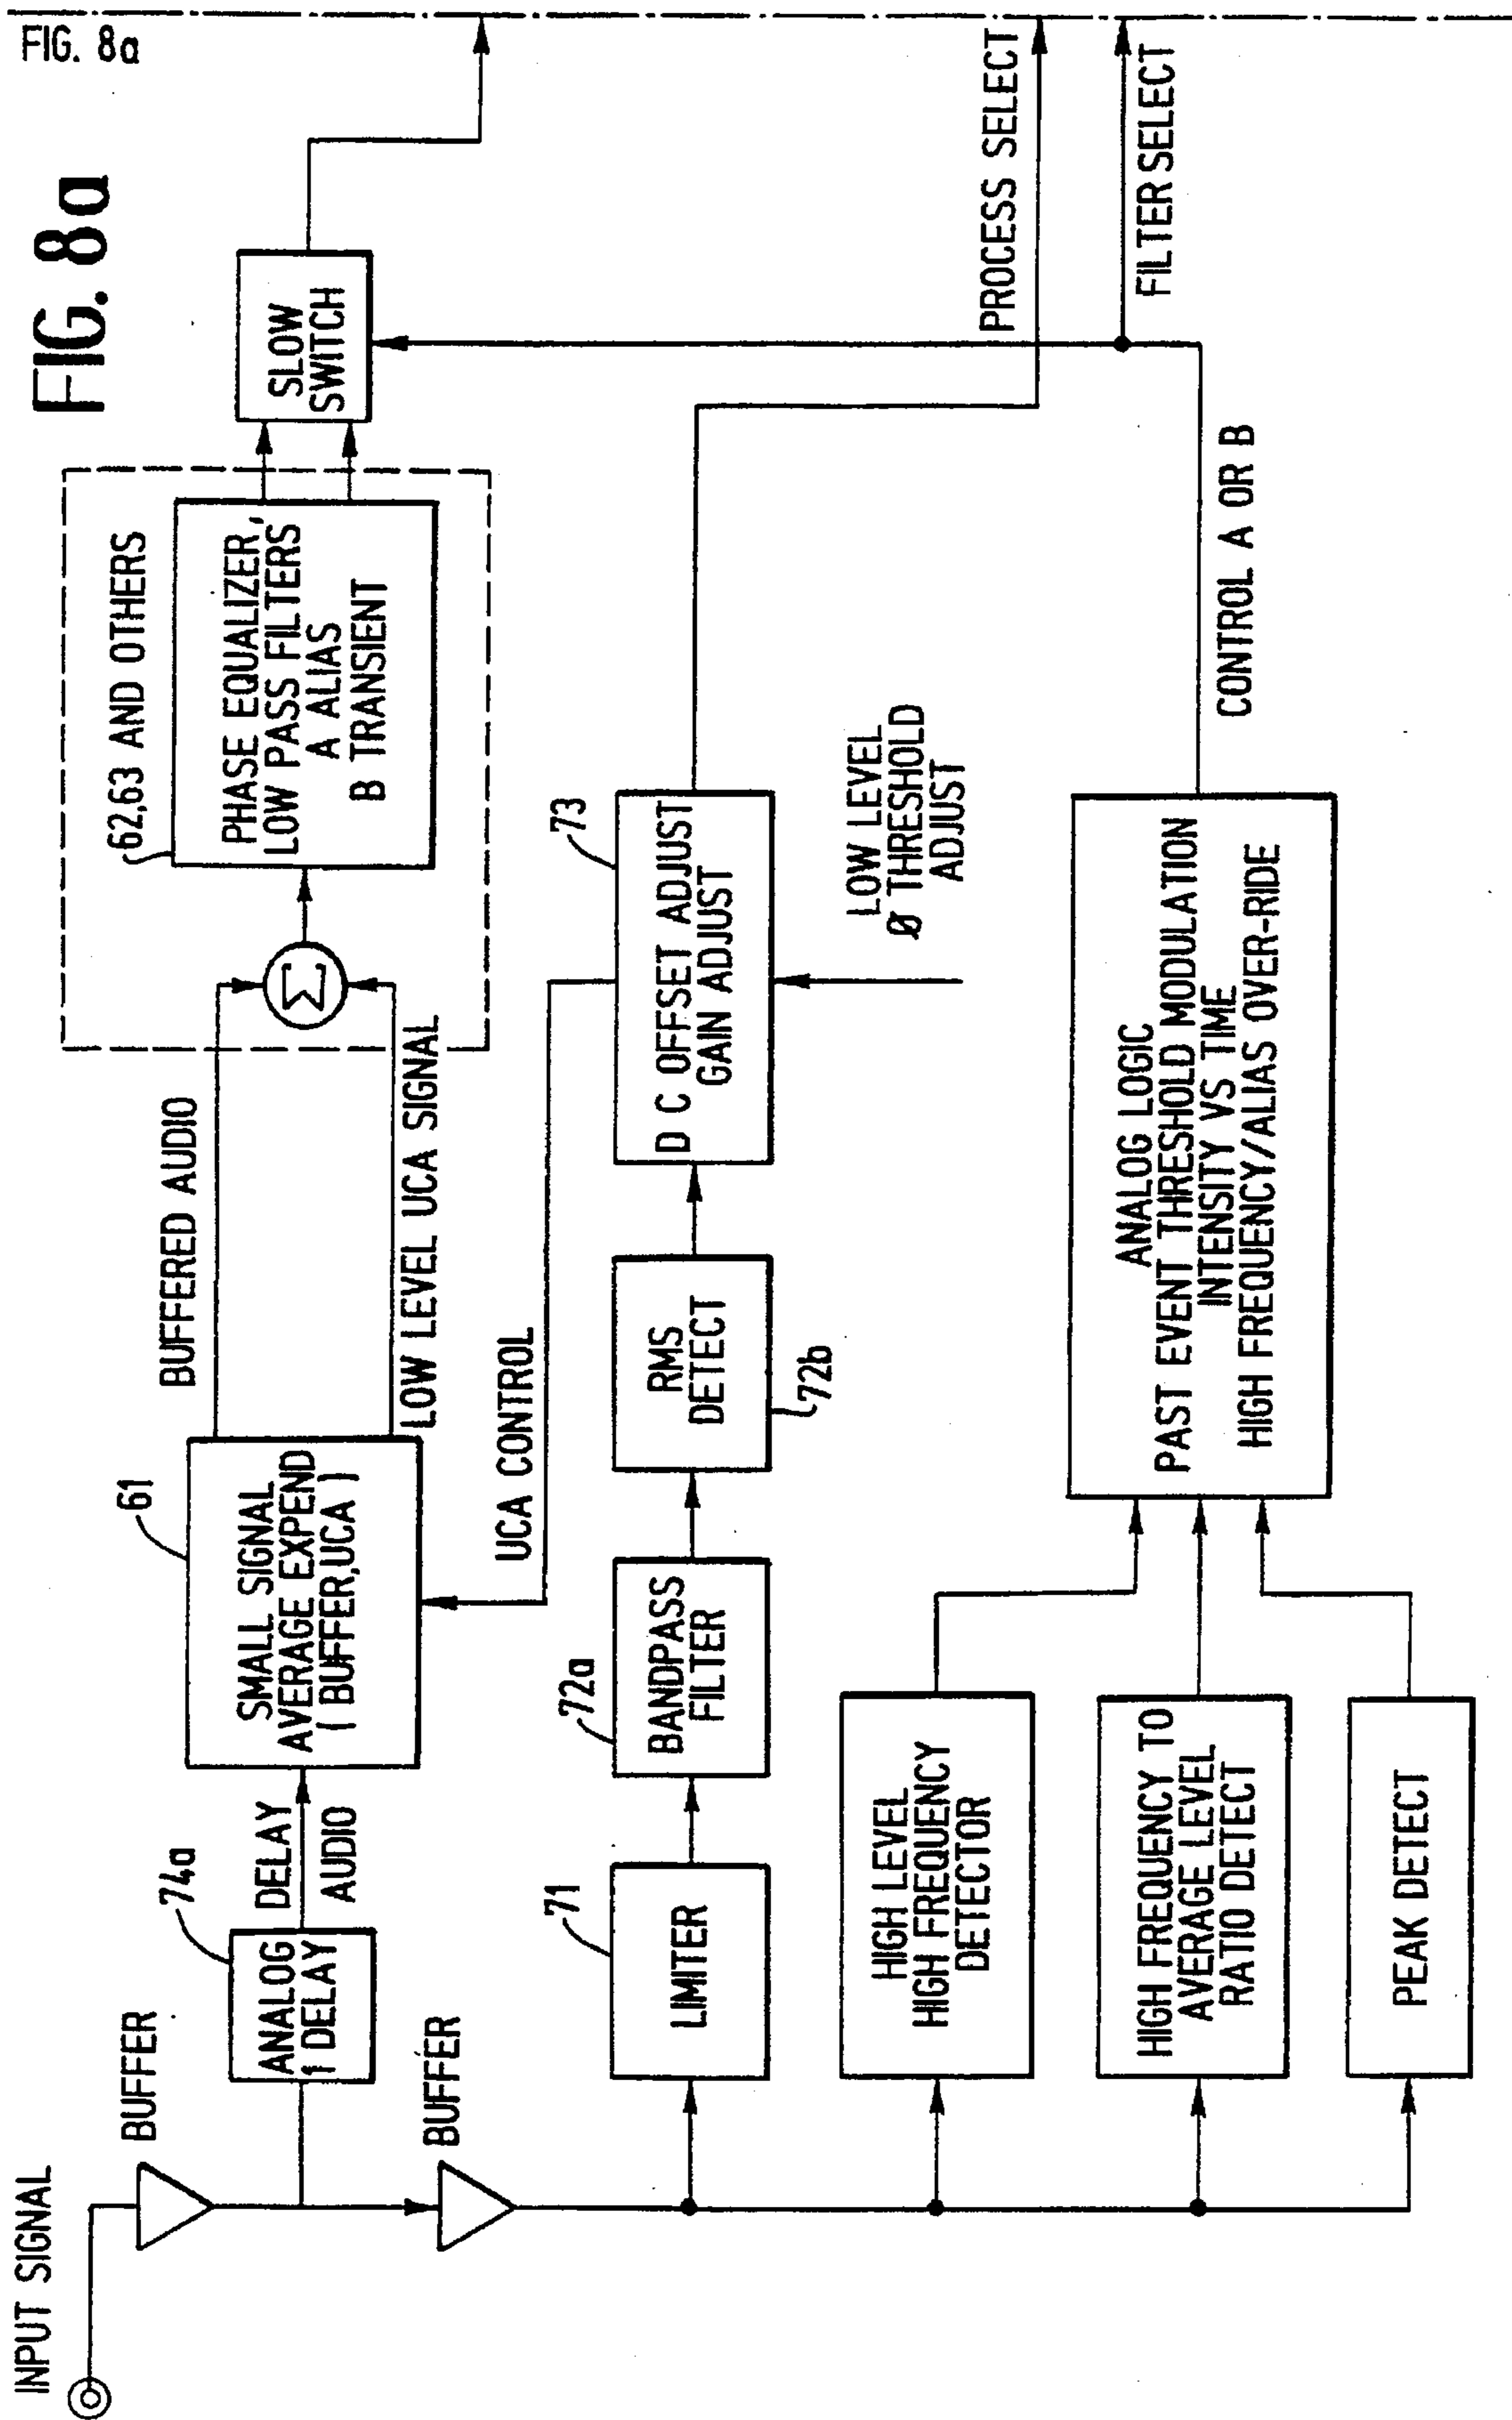 FIG. 8a
FIG. 8a
INPUT SIGNAL
BUFFER
74a
ANALOG
1 DELAY
DELAY
AUDIO
61
SMALL SIGNAL
AVERAGE EXPEND
( BUFFER,UCA )
BUFFERED AUDIO
LOW LEVEL UCA SIGNAL
62,63 AND OTHERS
Σ
PHASE EQUALIZER,
LOW PASS FILTERS
A ALIAS
B TRANSIENT
SLOW
SWITCH
BUFFER
UCA CONTROL
71
LIMITER
72a
BANDPASS
FILTER
RMS
DETECT
72b
73
D C OFFSET ADJUST
GAIN ADJUST
LOW LEVEL
Ø THRESHOLD
ADJUST
PROCESS SELECT
FILTER SELECT
HIGH LEVEL
HIGH FREQUENCY
DETECTOR
HIGH FREQUENCY TO
AVERAGE LEVEL
RATIO DETECT
PEAK DETECT
ANALOG LOGIC
PAST EVENT THRESHOLD MODULATION
INTENSITY VS TIME
HIGH FREQUENCY/ALIAS OVER-RIDE
CONTROL A OR B